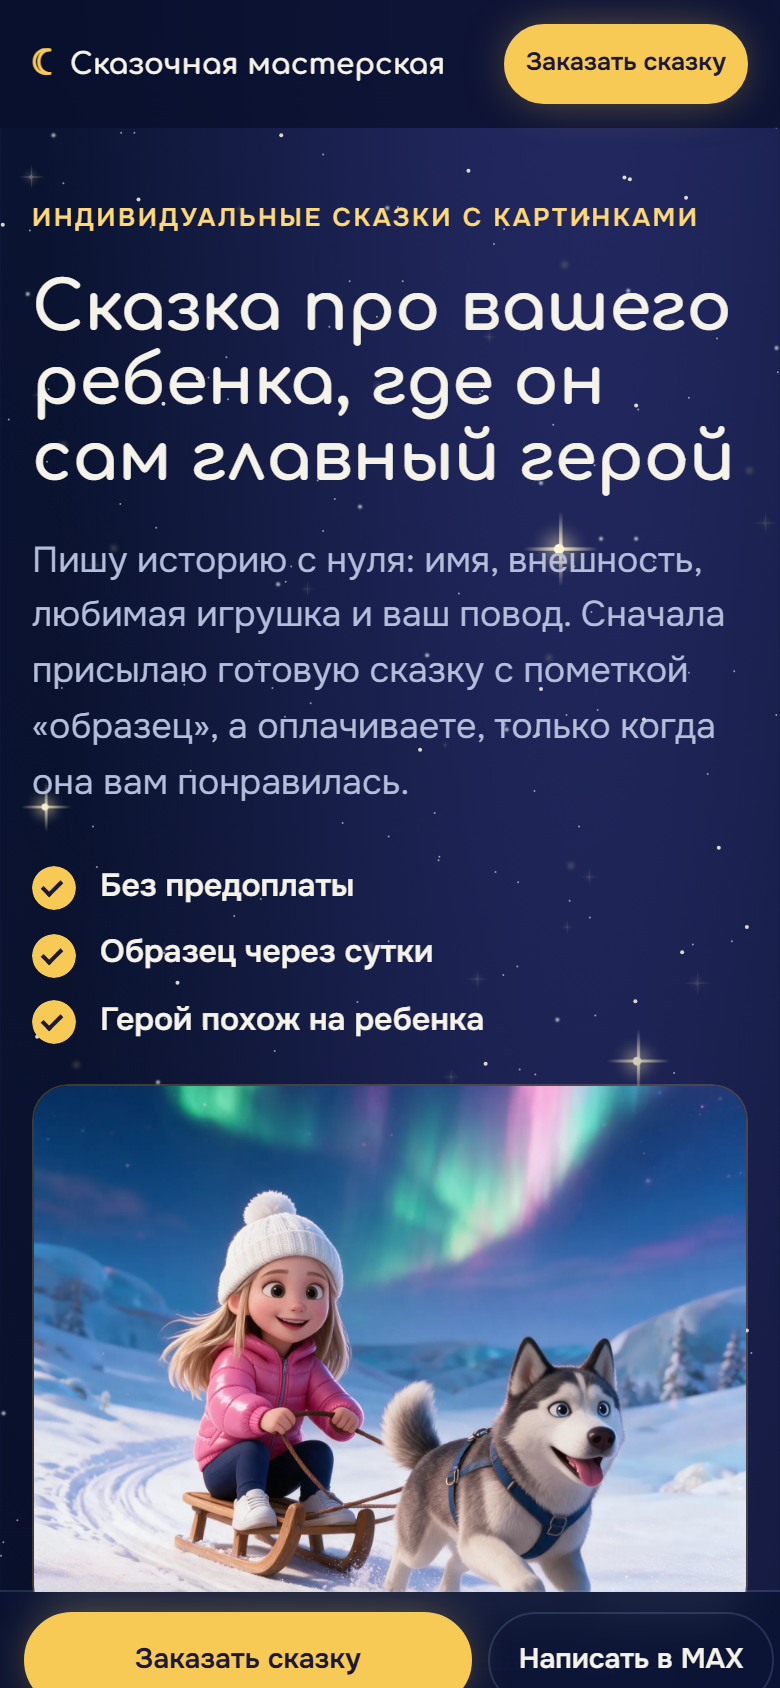 Сказочная мастерская
Заказать сказку
ИНДИВИДУАЛЬНЫЕ СКАЗКИ С КАРТИНКАМИ
Сказка про вашего
ребенка, где он
сам главный герой
Пишу историю с нуля: имя, внешность,
любимая игрушка и ваш повод. Сначала
присылаю готовую сказку с пометкой
«образец», а оплачиваете, только когда
она вам понравилась.
Без предоплаты
Образец через сутки
Герой похож на ребенка
Заказать сказку
Написать в MAX